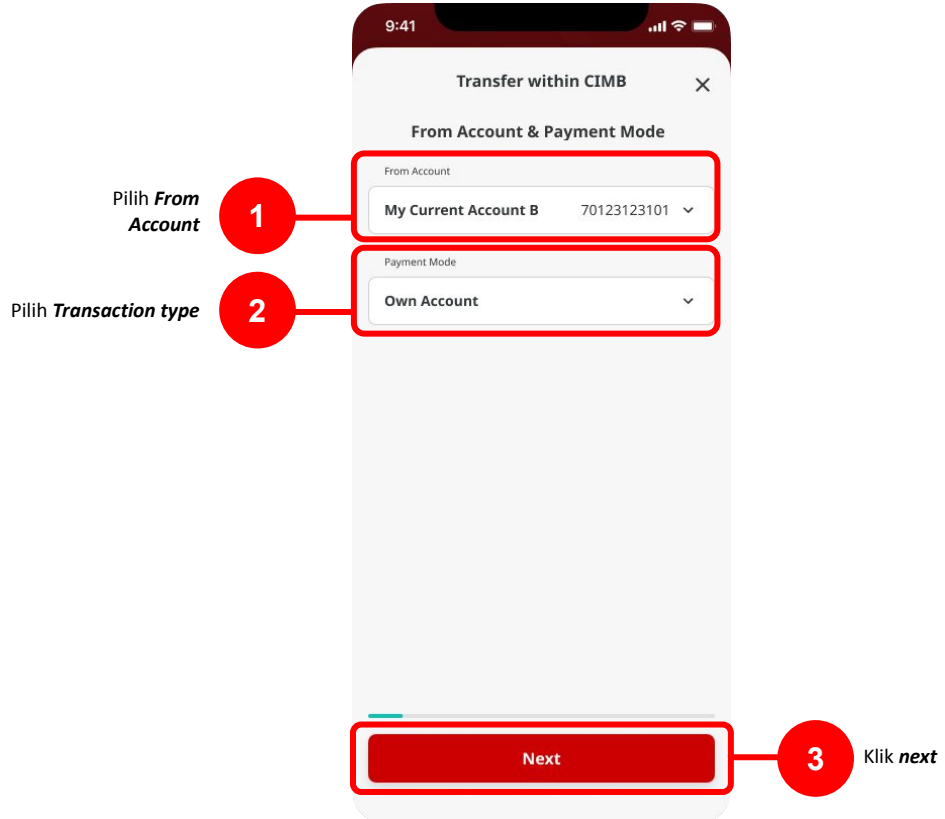 9:41
Transfer within CIMB
From Account & Payment Mode
From Account
My Current Account B 70123123101
Pilih From
Account
1
Payment Mode
Own Account
Pilih Transaction type
2
Next
3
Klik next